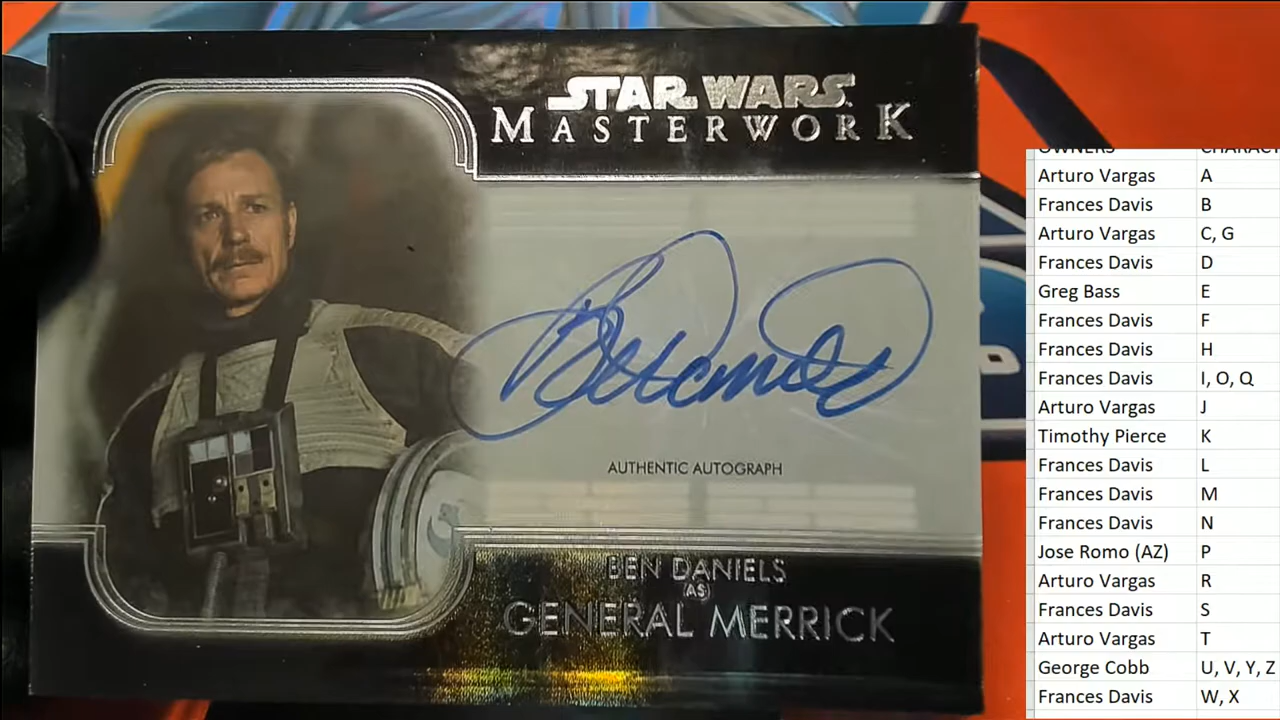 STAR WARS
MASTERWORK
AUTHENTIC AUTOGRAPH
BEN DANIELS
(AS)
GENERAL MERRICK
OWNERS CHARACT
Arturo Vargas A
Frances Davis B
Arturo Vargas C, G
Frances Davis D
Greg Bass E
Frances Davis F
Frances Davis H
Frances Davis I, O, Q
Arturo Vargas J
Timothy Pierce K
Frances Davis L
Frances Davis M
Frances Davis N
Jose Romo (AZ) P
Arturo Vargas R
Frances Davis S
Arturo Vargas T
George Cobb U, V, Y, Z
Frances Davis W, X